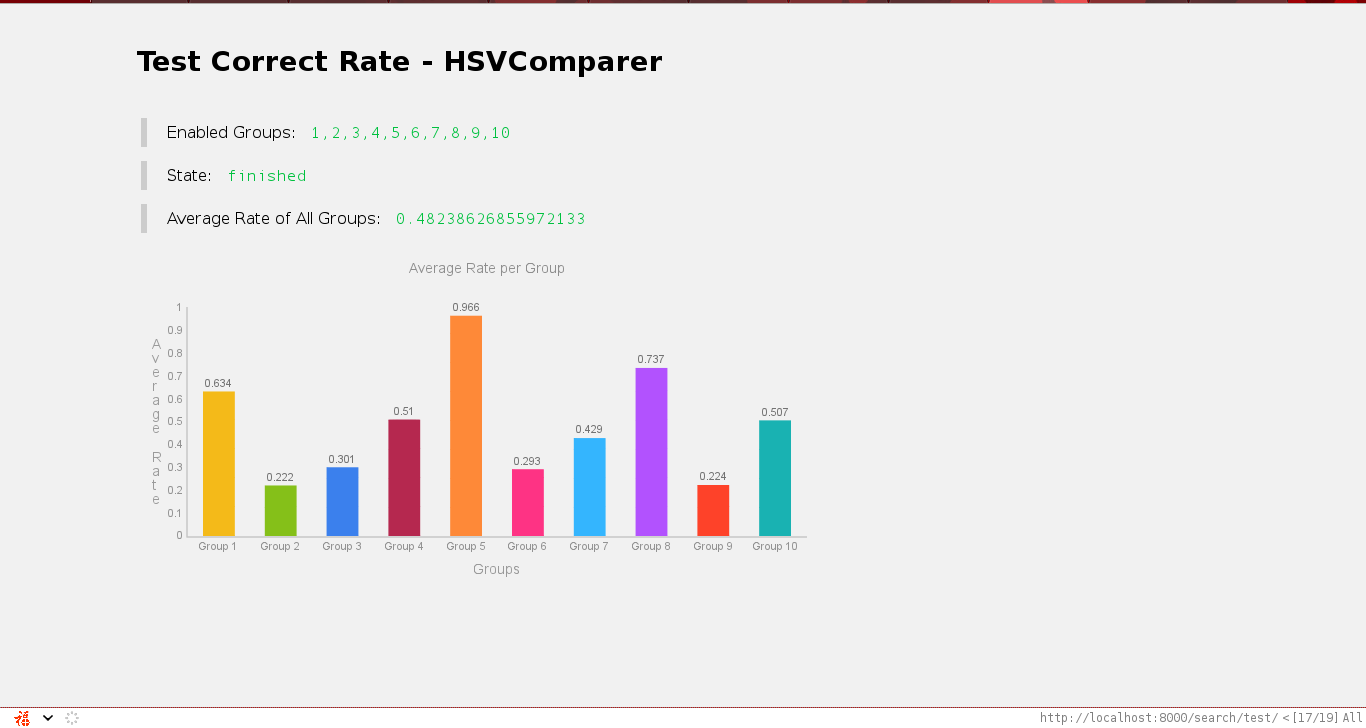 Test Correct Rate - HSVComparer
Enabled Groups: 1,2,3,4,5,6,7,8,9,10
State: finished
Average Rate of All Groups: 0.48238626855972133
Average Rate per Group
Average Rate
1
0.9
0.8
0.7
0.6
0.5
0.4
0.3
0.2
0.1
0
0.634
0.222
0.301
0.51
0.966
0.293
0.429
0.737
0.224
0.507
Group 1 Group 2 Group 3 Group 4 Group 5 Group 6 Group 7 Group 8 Group 9 Group 10
Groups
福 http://localhost:8000/search/test/ <[17/19] All